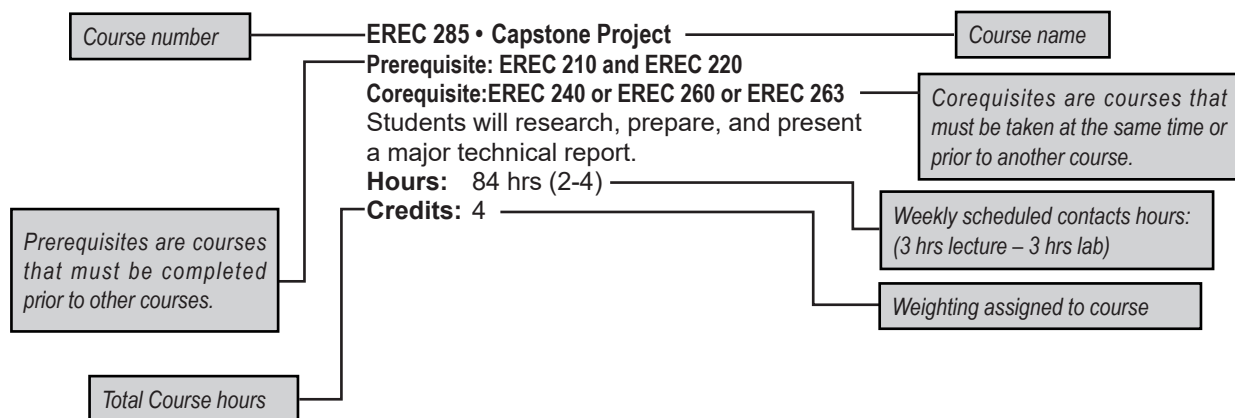 Course number
EREC 285 • Capstone Project
Course name
Prerequisite: EREC 210 and EREC 220
Corequisite:EREC 240 or EREC 260 or EREC 263
Students will research, prepare, and present
a major technical report.
Hours: 84 hrs (2-4)
Credits: 4
Corequisites are courses that
must be taken at the same time or
prior to another course.
Prerequisites are courses
that must be completed
prior to other courses.
Weekly scheduled contacts hours:
(3 hrs lecture – 3 hrs lab)
Weighting assigned to course
Total Course hours